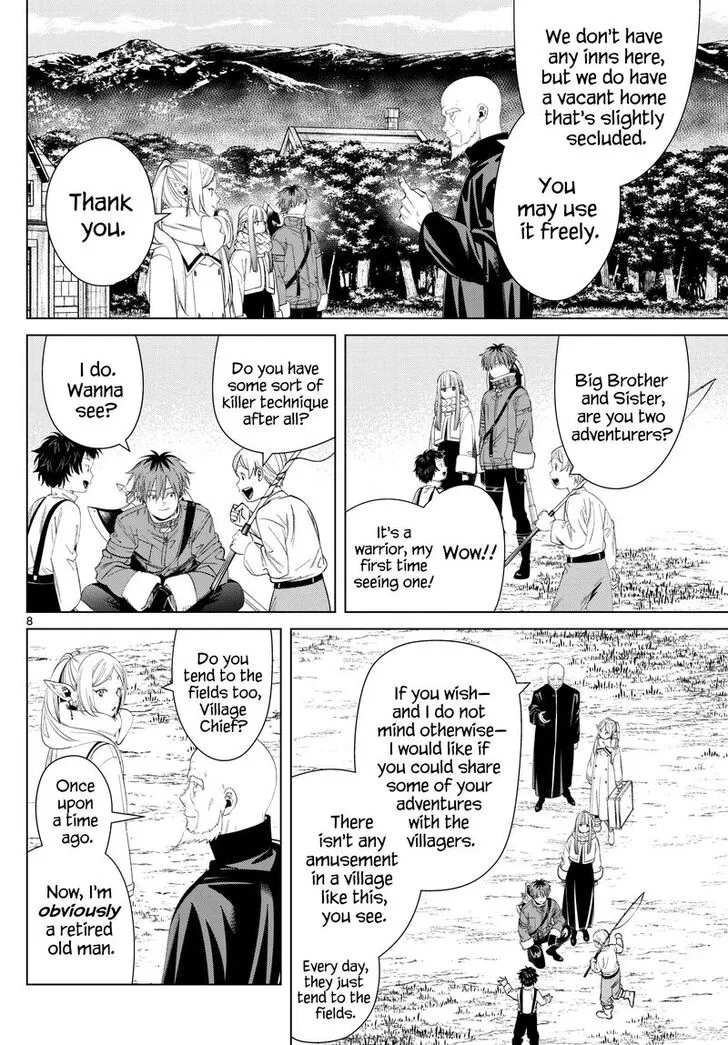 We don't have
any inns here,
but we do have
a vacant home
that's slightly
secluded.
You
may use
it freely.
Thank
you.
Big Brother
and Sister,
are you two
adventurers?
Wow!!
It's a
warrior, my
first time
seeing one!
Do you have
some sort of
killer technique
after all?
I do.
Wanna
see?
8
If you wish—
and I do not
mind otherwise—
I would like if
you could share
some of your
adventures
with the
villagers.
There
isn't any
amusement
in a village
like this,
you see.
Every day,
they just
tend to the
fields.
Do you
tend to the
fields too,
Village
Chief?
Once
upon
a time
ago.
Now, I'm
obviously
a retired
old man.